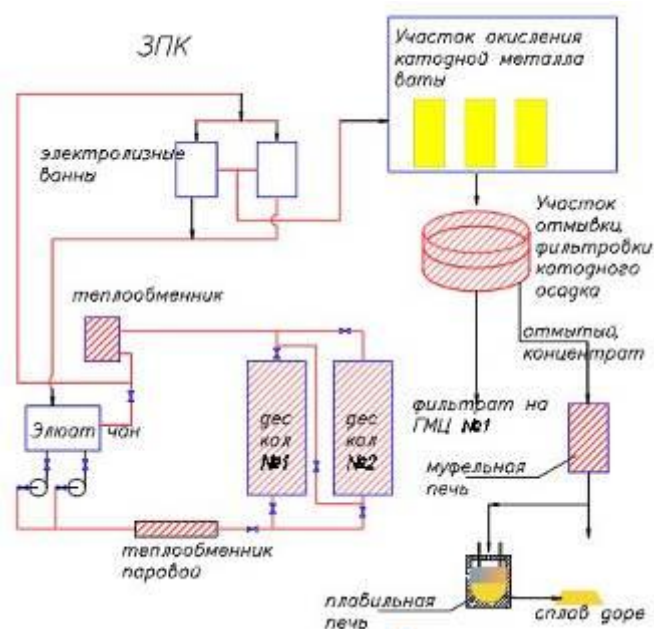 ЗПК
Участок окисления
катодной металла
ваты
электролизные
ванны
Участок
отмывки,
фильтровки
катодного
осадка
теплообменник
отмытый,
концентрат
Элюат чан
дес
кол
№1
дес
кол
№2
фильтрат на
ГМЦ №1
муфельная
печь
теплообменник
паровой
плавильная
печь
сплав доре